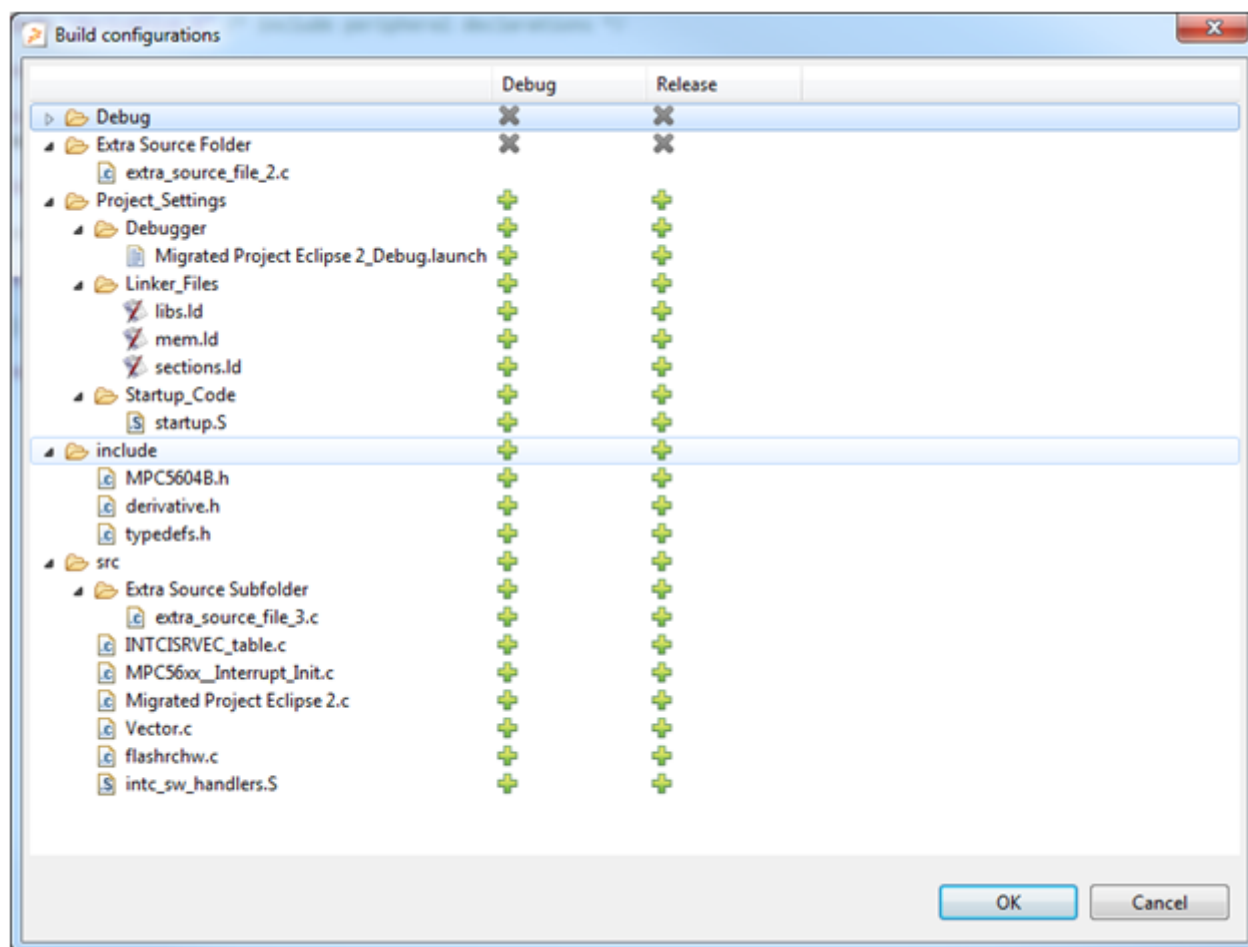 Build configurations
Debug Release
Debug
Extra Source Folder
extra_source_file_2.c
Project_Settings
Debugger
Migrated Project Eclipse 2_Debug.launch
Linker_Files
libs.ld
mem.ld
sections.ld
Startup_Code
startup.S
include
MPC5604B.h
derivative.h
typedefs.h
src
Extra Source Subfolder
extra_source_file_3.c
INTCISRVEC_table.c
MPC56xx__Interrupt_Init.c
Migrated Project Eclipse 2.c
Vector.c
flashrchw.c
intc_sw_handlers.S
OK Cancel